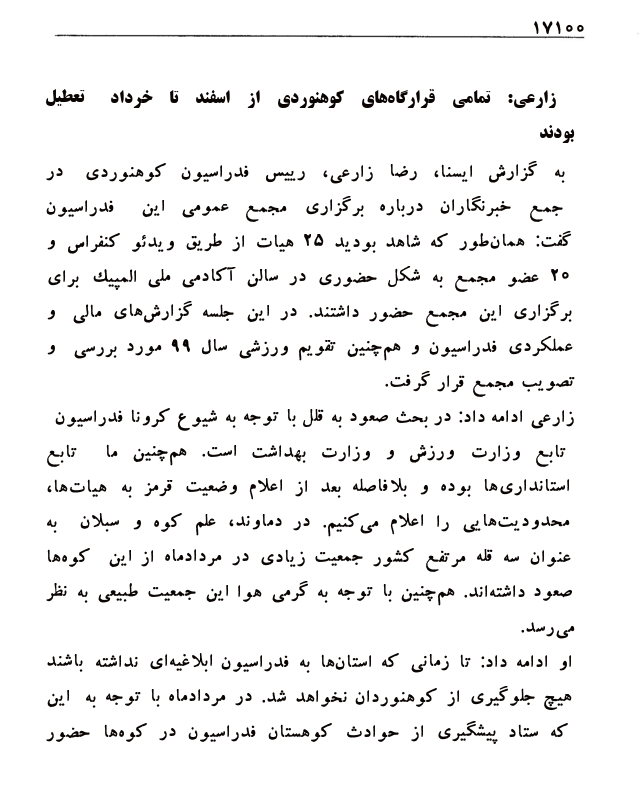 ۱۷۱۰۰
زارعی: تمامی قرارگاه‌های کوهنوردی از اسفند تا خرداد تعطیل
بودند
به گزارش ایسنا، رضا زارعی، رییس فدراسیون کوهنوردی در
جمع خبرنگاران درباره برگزاری مجمع عمومی این فدراسیون
گفت: همان‌طور که شاهد بودید ۲۵ هیات از طریق ویدئو کنفراس و
۲۰ عضو مجمع به شکل حضوری در سالن آکادمی ملی المپیک برای
برگزاری این مجمع حضور داشتند. در این جلسه گزارش‌های مالی و
عملکردی فدراسیون و هم‌چنین تقویم ورزشی سال ۹۹ مورد بررسی و
تصویب مجمع قرار گرفت.
زارعی ادامه داد: در بحث صعود به قلل با توجه به شیوع کرونا فدراسیون
تابع وزارت ورزش و وزارت بهداشت است. هم‌چنین ما تابع
استانداری‌ها بوده و بلافاصله بعد از اعلام وضعیت قرمز به هیات‌ها،
محدودیت‌هایی را اعلام می‌کنیم. در دماوند، علم کوه و سبلان به
عنوان سه قله مرتفع کشور جمعیت زیادی در مردادماه از این کوه‌ها
صعود داشته‌اند. هم‌چنین با توجه به گرمی هوا این جمعیت طبیعی به نظر
می‌رسد.
او ادامه داد: تا زمانی که استان‌ها به فدراسیون ابلاغیه‌ای نداشته باشند
هیچ جلوگیری از کوهنوردان نخواهد شد. در مردادماه با توجه به این
که ستاد پیشگیری از حوادث کوهستان فدراسیون در کوه‌ها حضور